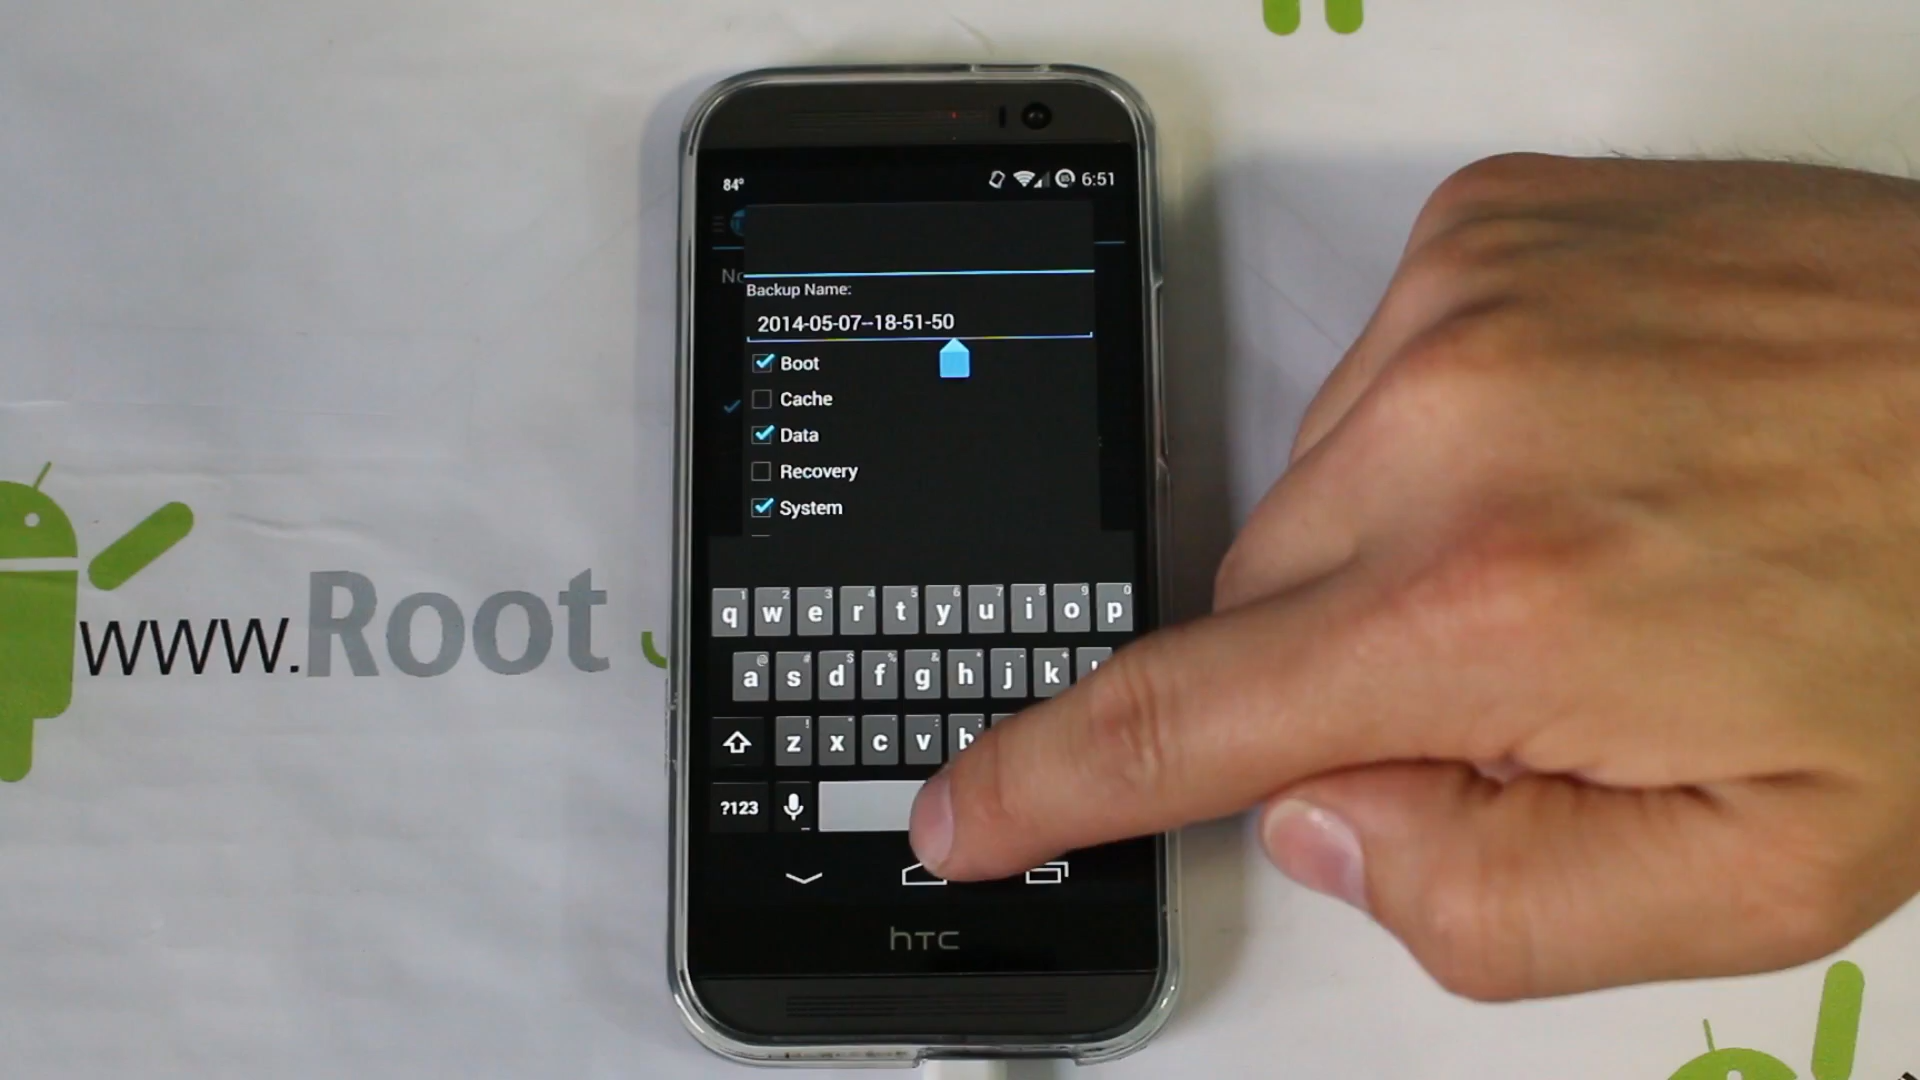 84°
6:51
No
Backup Name:
2014-05-07--18-51-50
Boot
Cache
Data
Recovery
System
q w e r t y u i o p
a s d f g h j k
z x c v b
?123
hTC
www.Root